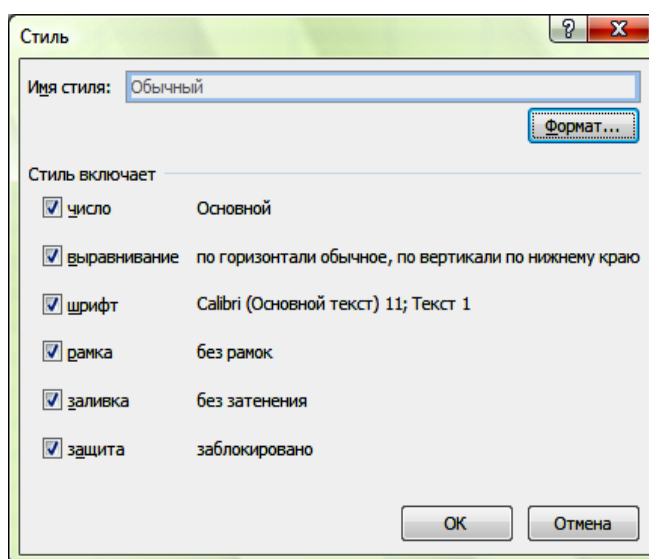 Стиль
Имя стиля: Обычный
Формат...
Стиль включает
число Основной
выравнивание по горизонтали обычное, по вертикали по нижнему краю
шрифт Calibri (Основной текст) 11; Текст 1
рамка без рамок
заливка без затенения
защита заблокировано
ОК Отмена